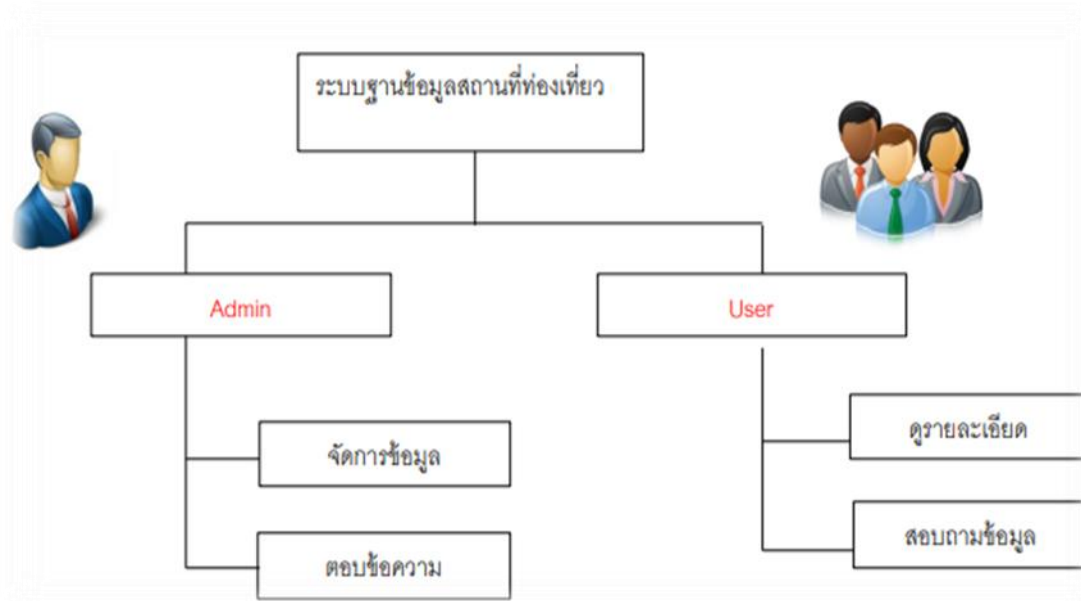 ระบบฐานข้อมูลสถานที่ท่องเที่ยว
Admin
User
จัดการข้อมูล
ตอบข้อความ
ดูรายละเอียด
สอบถามข้อมูล